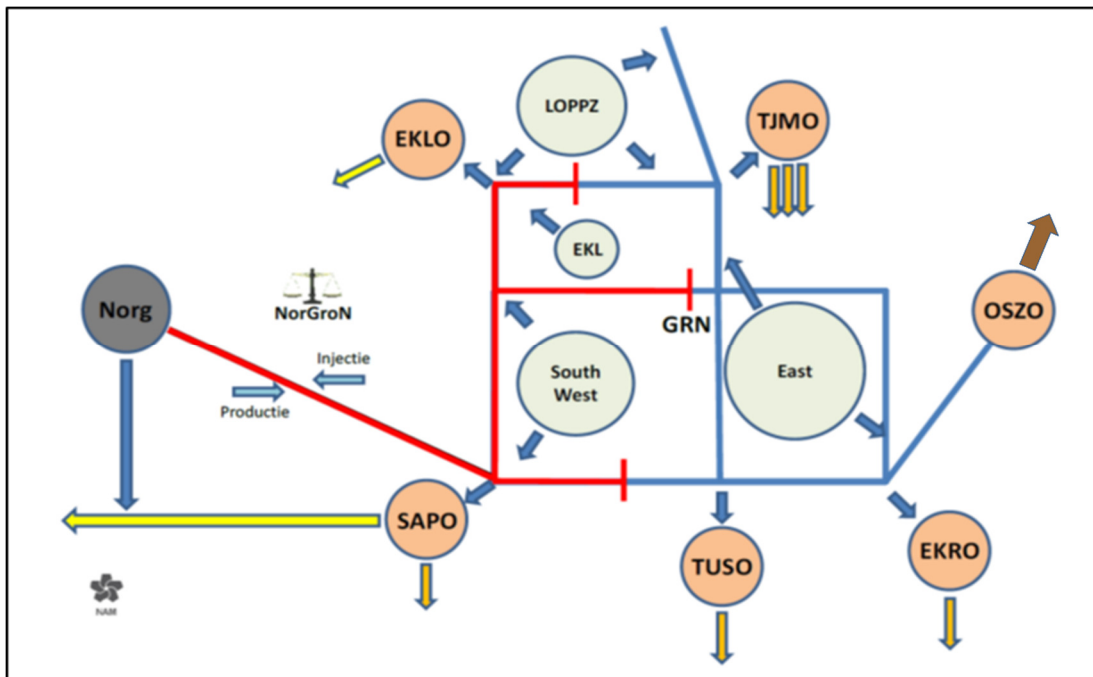 LOPPZ
TJMO
EKLO
EKL
Norg
NorGroN
GRN
OSZO
Injectie
Productie
South
West
East
SAPO
TUSO
EKRO
NAM